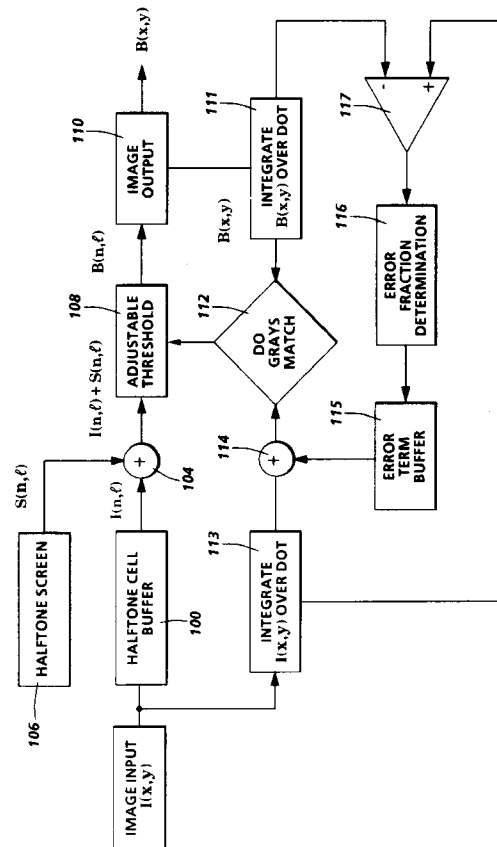 106
HALFTONE SCREEN
S(n,ℓ)
IMAGE INPUT
I(x,y)
HALFTONE CELL
BUFFER
100
I(n,ℓ)
+
104
I(n,ℓ) + S(n,ℓ)
108
ADJUSTABLE
THRESHOLD
B(n,ℓ)
110
IMAGE
OUTPUT
B(x,y)
113
INTEGRATE
I(x,y) OVER DOT
114
+
112
DO
GRAYS
MATCH
B(x,y)
111
INTEGRATE
B(x,y) OVER DOT
115
ERROR
TERM
BUFFER
116
ERROR
FRACTION
DETERMINATION
117
-
+